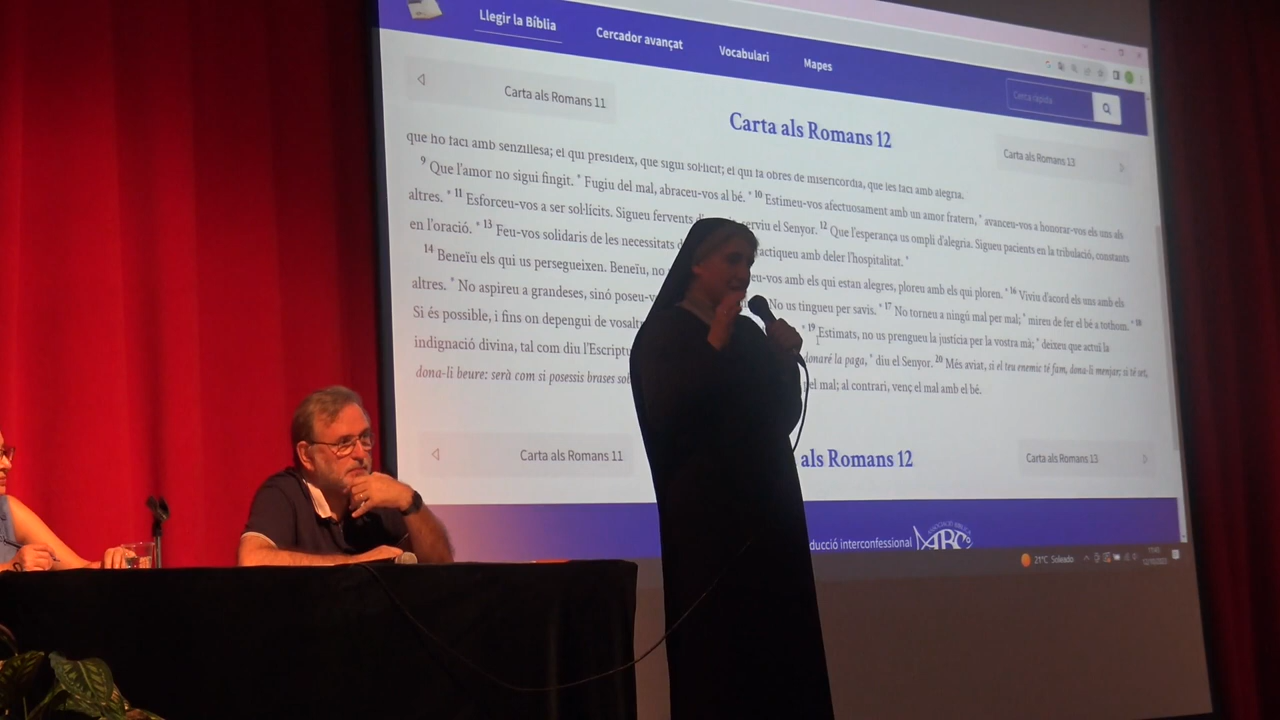 Llegir la Bíblia
Cercador avançat
Vocabulari
Mapes
Cerca ràpida
Carta als Romans 11
Carta als Romans 12
Carta als Romans 13
que ho faci amb senzillesa; el qui presideix, que sigui sol·lícit; el qui fa obres de misericòrdia, que les faci amb alegria.
9 Que l'amor no sigui fingit. * Fugiu del mal, abraceu-vos al bé. * 10 Estimeu-vos afectuosament amb un amor fratern, * avanceu-vos a honorar-vos els uns als
altres. * 11 Esforceu-vos a ser sol·lícits. Sigueu fervents serviu el Senyor. 12 Que l'esperança us ompli d'alegria. Sigueu pacients en la tribulació, constants
en l'oració. * 13 Feu-vos solidaris de les necessitats actiqueu amb deler l'hospitalitat. *
14 Beneïu els qui us persegueixen. Beneïu, no eu-vos amb els qui estan alegres, ploreu amb els qui ploren. * 16 Viviu d'acord els uns amb els
altres. * No aspireu a grandeses, sinó poseu-v No us tingueu per savis. * 17 No torneu a ningú mal per mal; * mireu de fer el bé a tothom. * 18
Si és possible, i fins on depengui de vosalt * 19 Estimats, no us prengueu la justícia per la vostra mà; * deixeu que actuï la
indignació divina, tal com diu l'Escriptu donaré la paga, * diu el Senyor. 20 Més aviat, si el teu enemic té fam, dona-li menjar; si té set,
dona-li beure: serà com si posessis brases so pel mal; al contrari, venç el mal amb el bé.
Carta als Romans 11
als Romans 12
Carta als Romans 13
ducció interconfessional
ABC
21°C Soleado